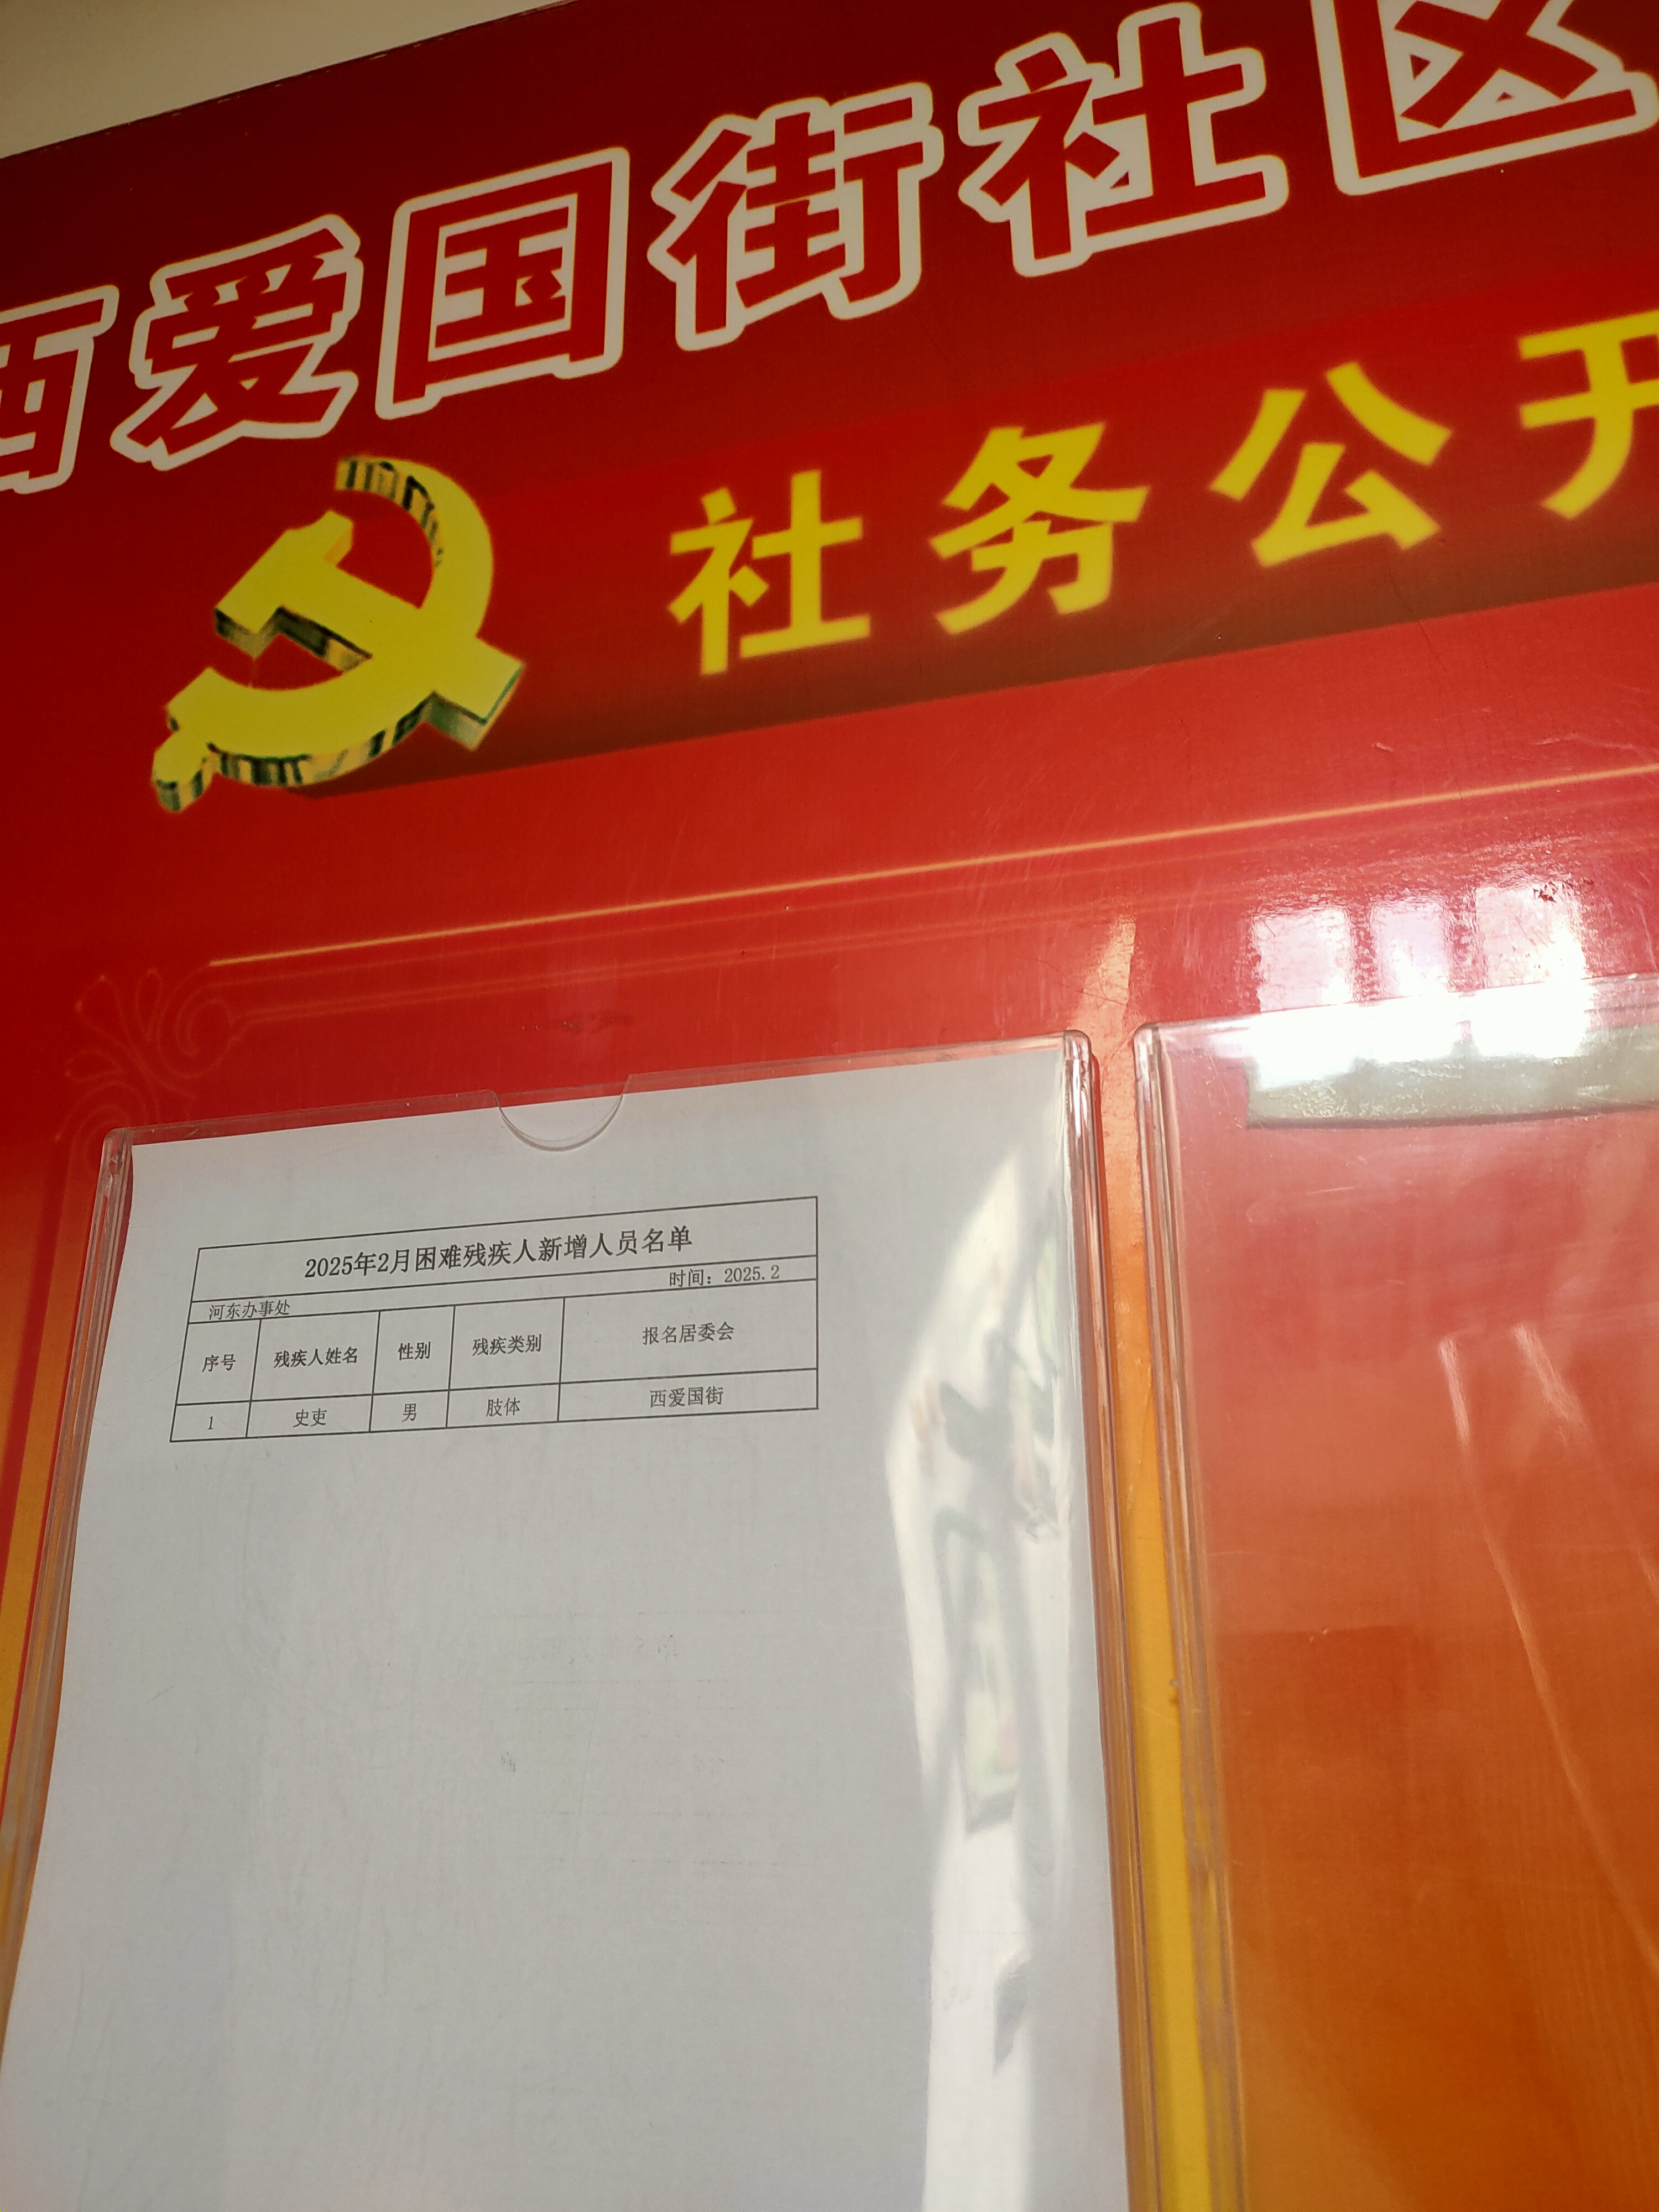 西爱国街社区
社务公开
2025年2月困难残疾人新增人员名单
河东办事处 时间：2025.2
序号 残疾人姓名 性别 残疾类别 报名居委会
1 史吏 男 肢体 西爱国街